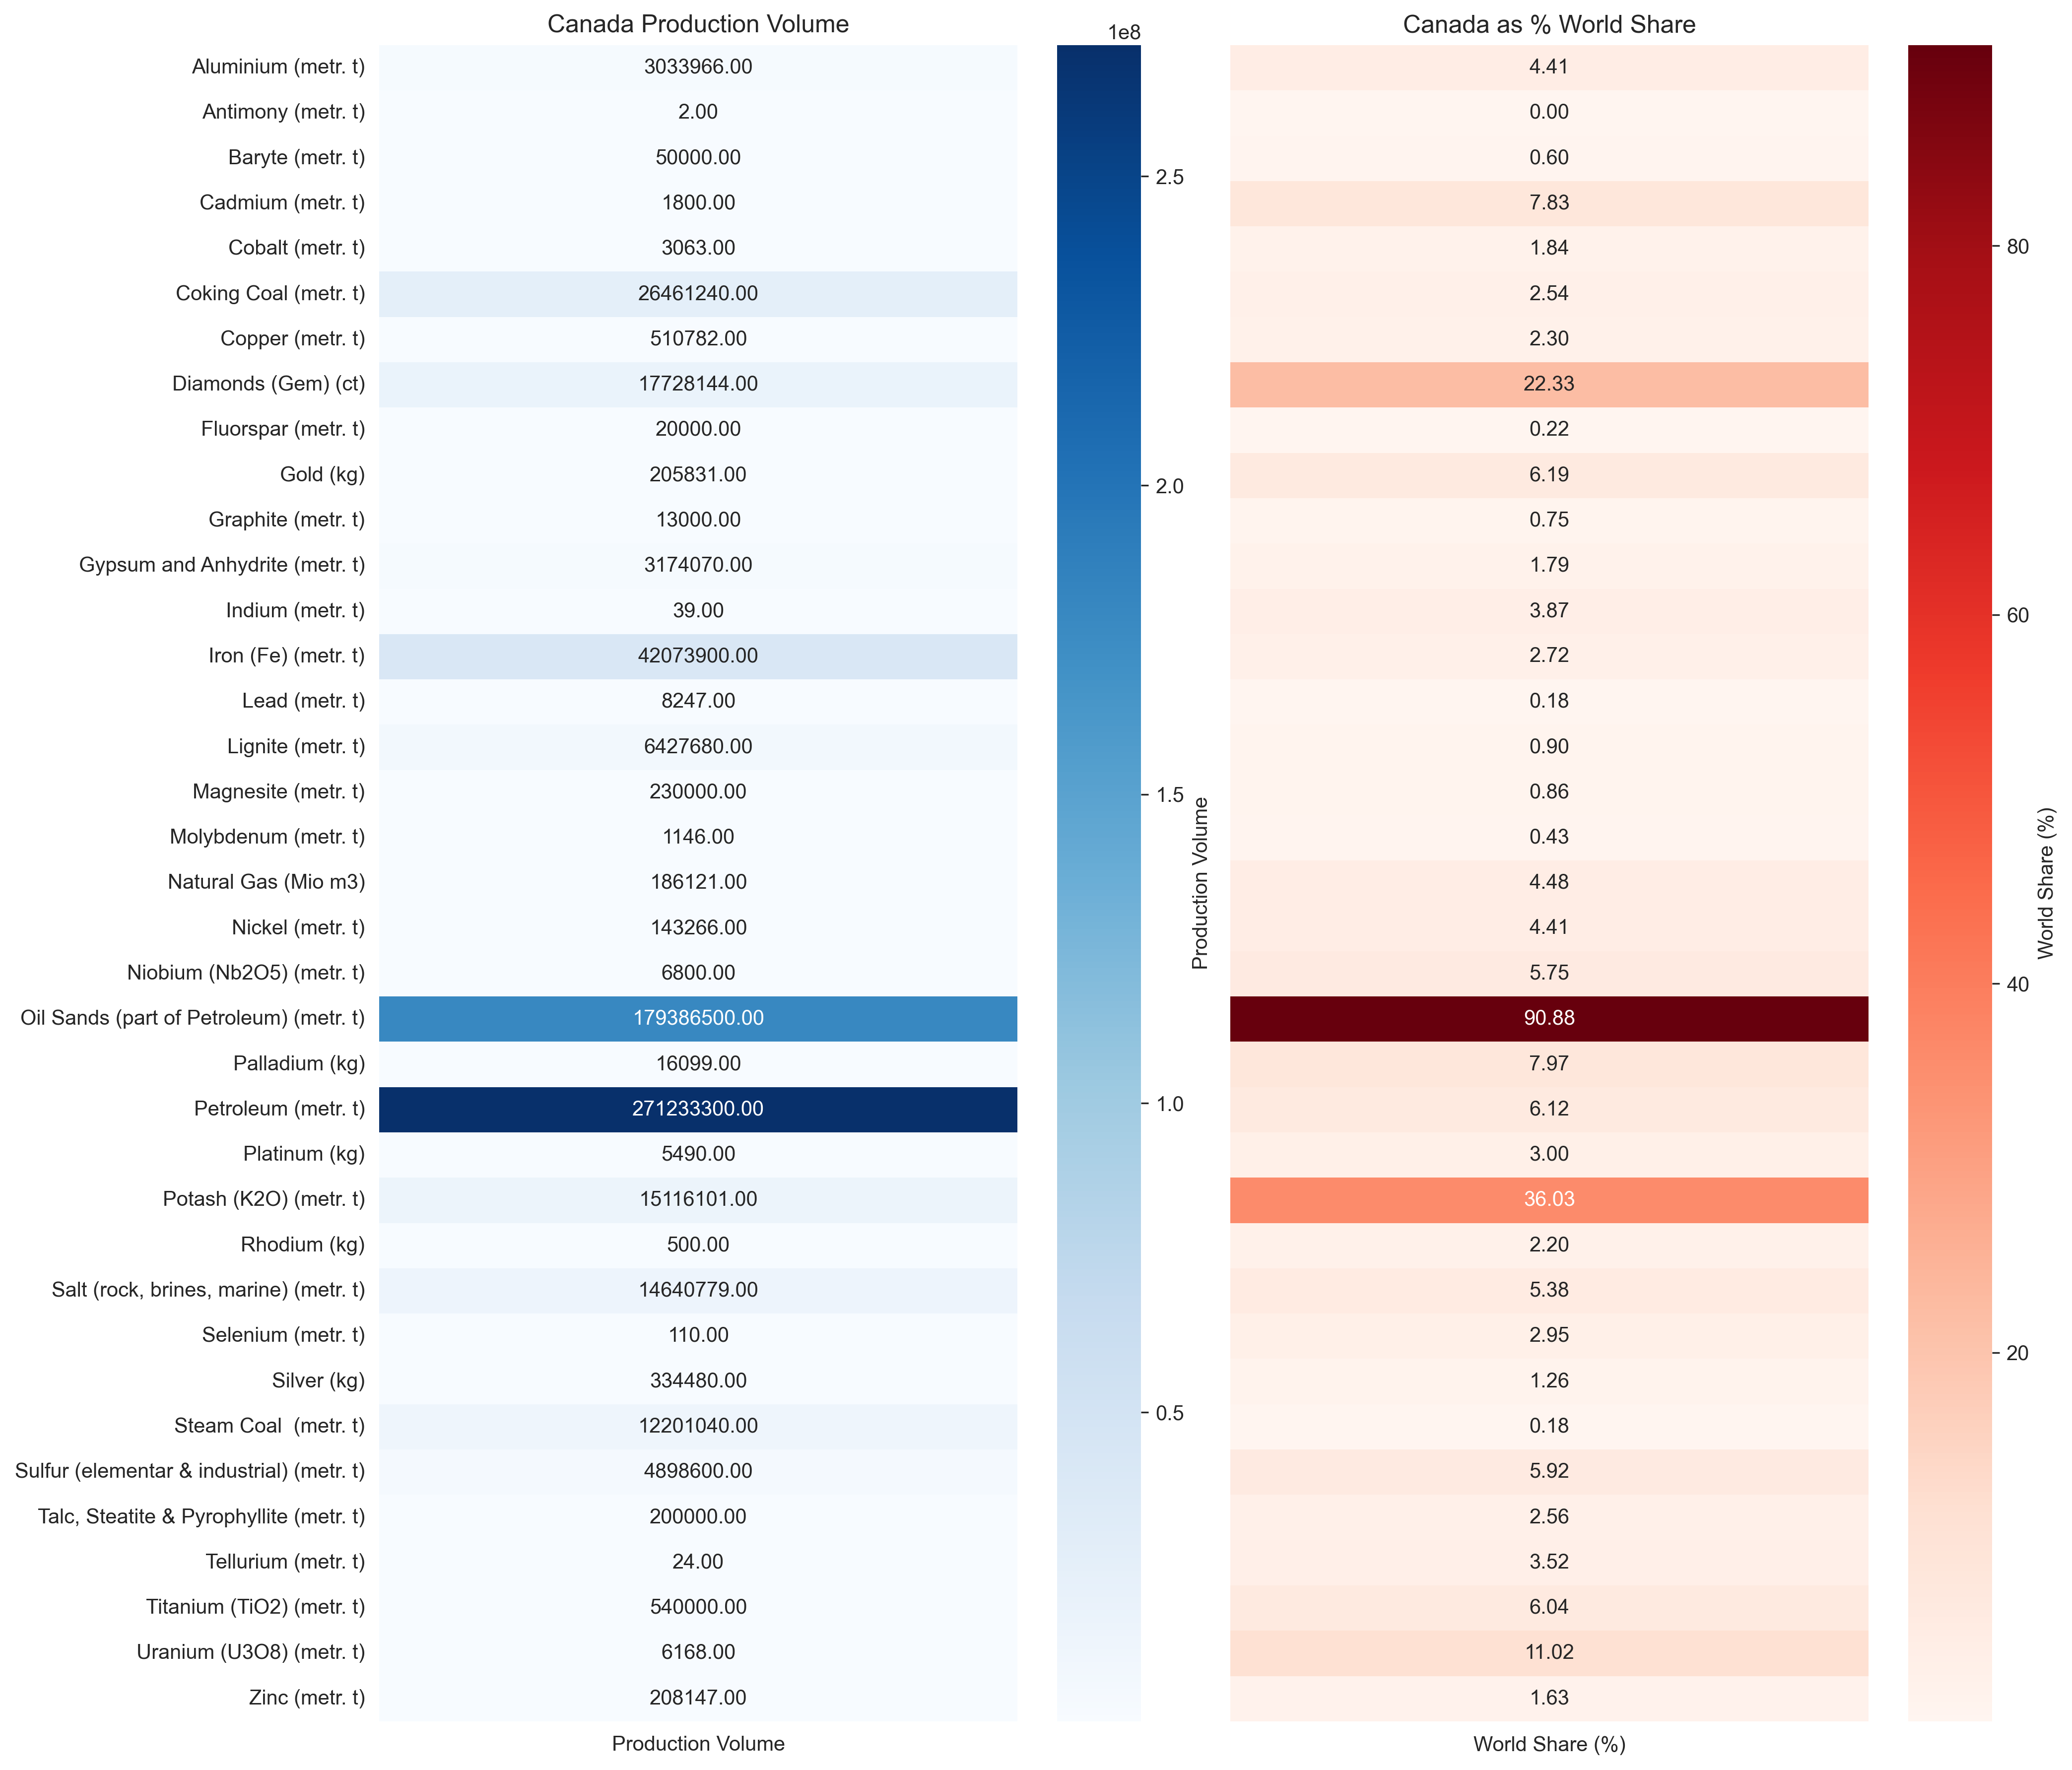 Canada Production Volume
Canada as % World Share
1e8
Aluminium (metr. t) 3033966.00 4.41
Antimony (metr. t) 2.00 0.00
Baryte (metr. t) 50000.00 0.60
2.5
Cadmium (metr. t) 1800.00 7.83
Cobalt (metr. t) 3063.00 1.84
80
Coking Coal (metr. t) 26461240.00 2.54
Copper (metr. t) 510782.00 2.30
Diamonds (Gem) (ct) 17728144.00 22.33
Fluorspar (metr. t) 20000.00 0.22
Gold (kg) 205831.00 6.19
2.0
Graphite (metr. t) 13000.00 0.75
Gypsum and Anhydrite (metr. t) 3174070.00 1.79
Indium (metr. t) 39.00 3.87
60
Iron (Fe) (metr. t) 42073900.00 2.72
Lead (metr. t) 8247.00 0.18
Lignite (metr. t) 6427680.00 0.90
Magnesite (metr. t) 230000.00 0.86
1.5
Molybdenum (metr. t) 1146.00 0.43
Production Volume
World Share (%)
Natural Gas (Mio m3) 186121.00 4.48
Nickel (metr. t) 143266.00 4.41
Niobium (Nb2O5) (metr. t) 6800.00 5.75
40
Oil Sands (part of Petroleum) (metr. t) 179386500.00 90.88
Palladium (kg) 16099.00 7.97
1.0
Petroleum (metr. t) 271233300.00 6.12
Platinum (kg) 5490.00 3.00
Potash (K2O) (metr. t) 15116101.00 36.03
Rhodium (kg) 500.00 2.20
Salt (rock, brines, marine) (metr. t) 14640779.00 5.38
Selenium (metr. t) 110.00 2.95
20
Silver (kg) 334480.00 1.26
0.5
Steam Coal (metr. t) 12201040.00 0.18
Sulfur (elementar & industrial) (metr. t) 4898600.00 5.92
Talc, Steatite & Pyrophyllite (metr. t) 200000.00 2.56
Tellurium (metr. t) 24.00 3.52
Titanium (TiO2) (metr. t) 540000.00 6.04
Uranium (U3O8) (metr. t) 6168.00 11.02
Zinc (metr. t) 208147.00 1.63
Production Volume
World Share (%)